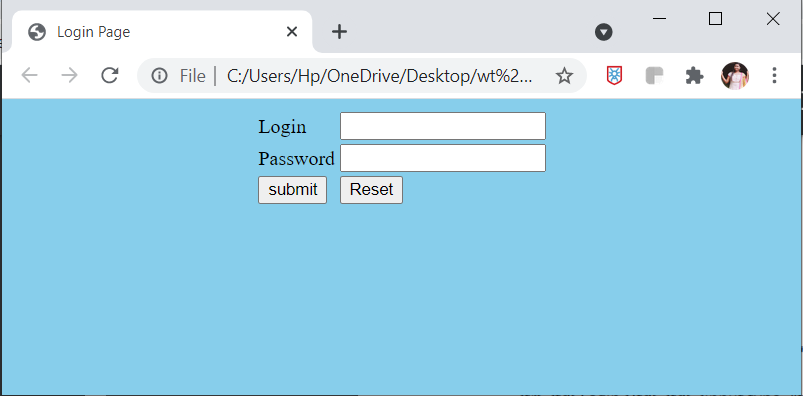 Login Page
File | C:/Users/Hp/OneDrive/Desktop/wt%2...
Login
Password
submit Reset